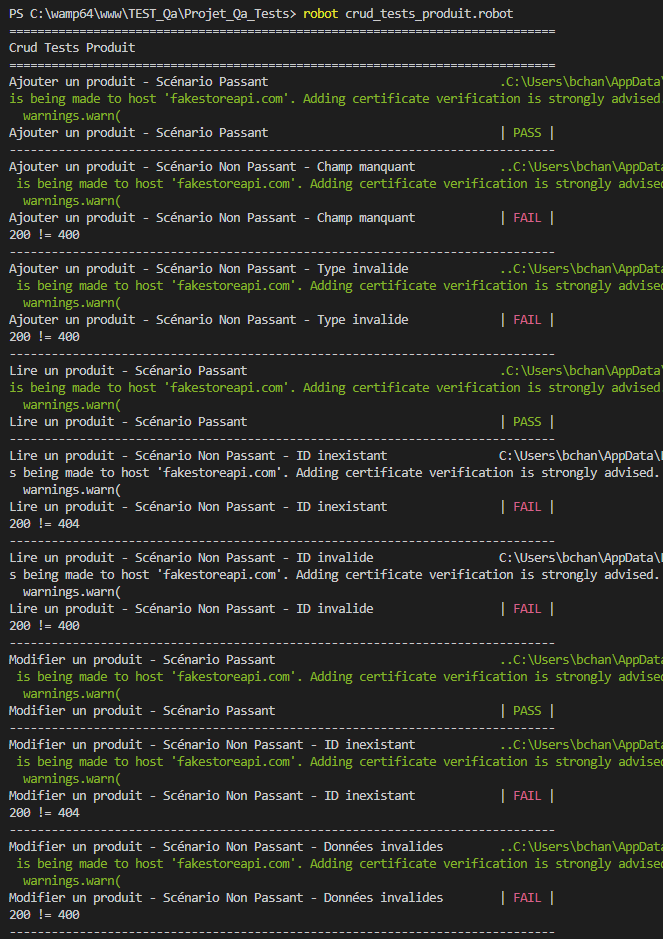 PS C:\wamp64\www\TEST_Qa\Projet_Qa_Tests> robot crud_tests_produit.robot
==============================================================================
Crud Tests Produit
==============================================================================
Ajouter un produit - Scénario Passant .C:\Users\bchan\AppData\
is being made to host 'fakestoreapi.com'. Adding certificate verification is strongly advised
warnings.warn(
Ajouter un produit - Scénario Passant | PASS |
------------------------------------------------------------------------------
Ajouter un produit - Scénario Non Passant - Champ manquant ..C:\Users\bchan\AppData
is being made to host 'fakestoreapi.com'. Adding certificate verification is strongly advised
warnings.warn(
Ajouter un produit - Scénario Non Passant - Champ manquant | FAIL |
200 != 400
------------------------------------------------------------------------------
Ajouter un produit - Scénario Non Passant - Type invalide ..C:\Users\bchan\AppData
is being made to host 'fakestoreapi.com'. Adding certificate verification is strongly advised
warnings.warn(
Ajouter un produit - Scénario Non Passant - Type invalide | FAIL |
200 != 400
------------------------------------------------------------------------------
Lire un produit - Scénario Passant .C:\Users\bchan\AppData\
is being made to host 'fakestoreapi.com'. Adding certificate verification is strongly advised.
warnings.warn(
Lire un produit - Scénario Passant | PASS |
------------------------------------------------------------------------------
Lire un produit - Scénario Non Passant - ID inexistant C:\Users\bchan\AppData\
s being made to host 'fakestoreapi.com'. Adding certificate verification is strongly advised.
warnings.warn(
Lire un produit - Scénario Non Passant - ID inexistant | FAIL |
200 != 404
------------------------------------------------------------------------------
Lire un produit - Scénario Non Passant - ID invalide C:\Users\bchan\AppData\
s being made to host 'fakestoreapi.com'. Adding certificate verification is strongly advised.
warnings.warn(
Lire un produit - Scénario Non Passant - ID invalide | FAIL |
200 != 400
------------------------------------------------------------------------------
Modifier un produit - Scénario Passant ..C:\Users\bchan\AppData
is being made to host 'fakestoreapi.com'. Adding certificate verification is strongly advised
warnings.warn(
Modifier un produit - Scénario Passant | PASS |
------------------------------------------------------------------------------
Modifier un produit - Scénario Non Passant - ID inexistant ..C:\Users\bchan\AppData
is being made to host 'fakestoreapi.com'. Adding certificate verification is strongly advised
warnings.warn(
Modifier un produit - Scénario Non Passant - ID inexistant | FAIL |
200 != 404
------------------------------------------------------------------------------
Modifier un produit - Scénario Non Passant - Données invalides ..C:\Users\bchan\AppData
is being made to host 'fakestoreapi.com'. Adding certificate verification is strongly advised
warnings.warn(
Modifier un produit - Scénario Non Passant - Données invalides | FAIL |
200 != 400
------------------------------------------------------------------------------